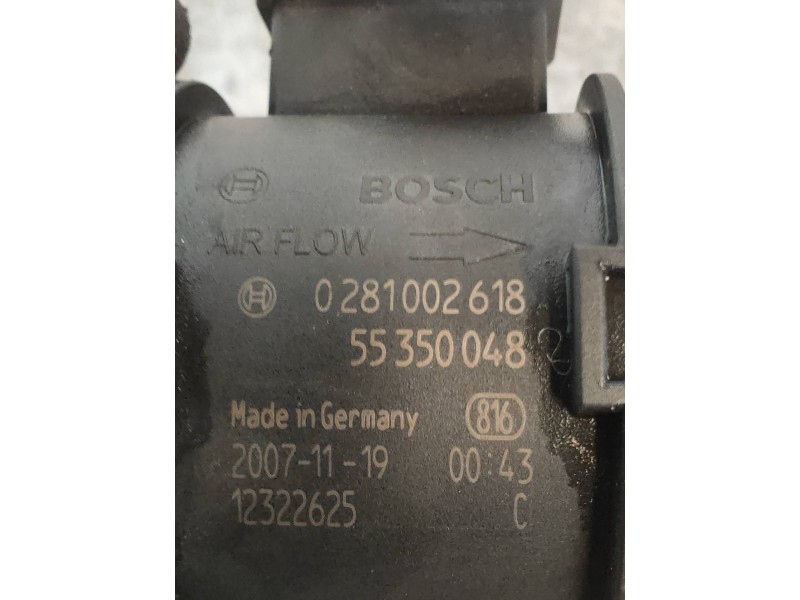 BOSCH
AIR FLOW
0 281 002 618
55 350 048 2
Made in Germany 816
2007-11-19 00:43
12322625 C